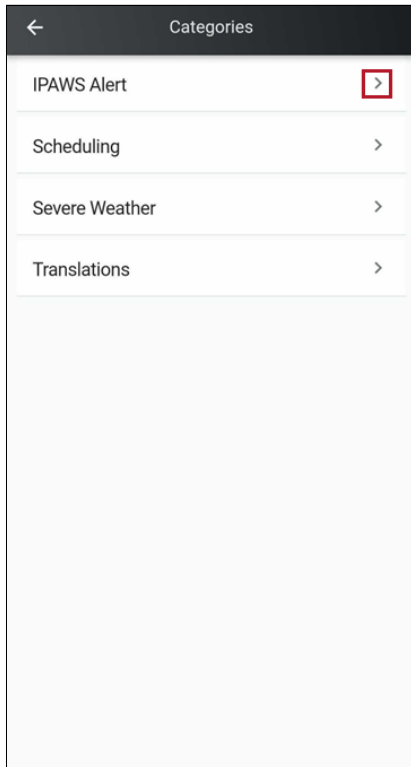 Categories
IPAWS Alert
Scheduling
Severe Weather
Translations